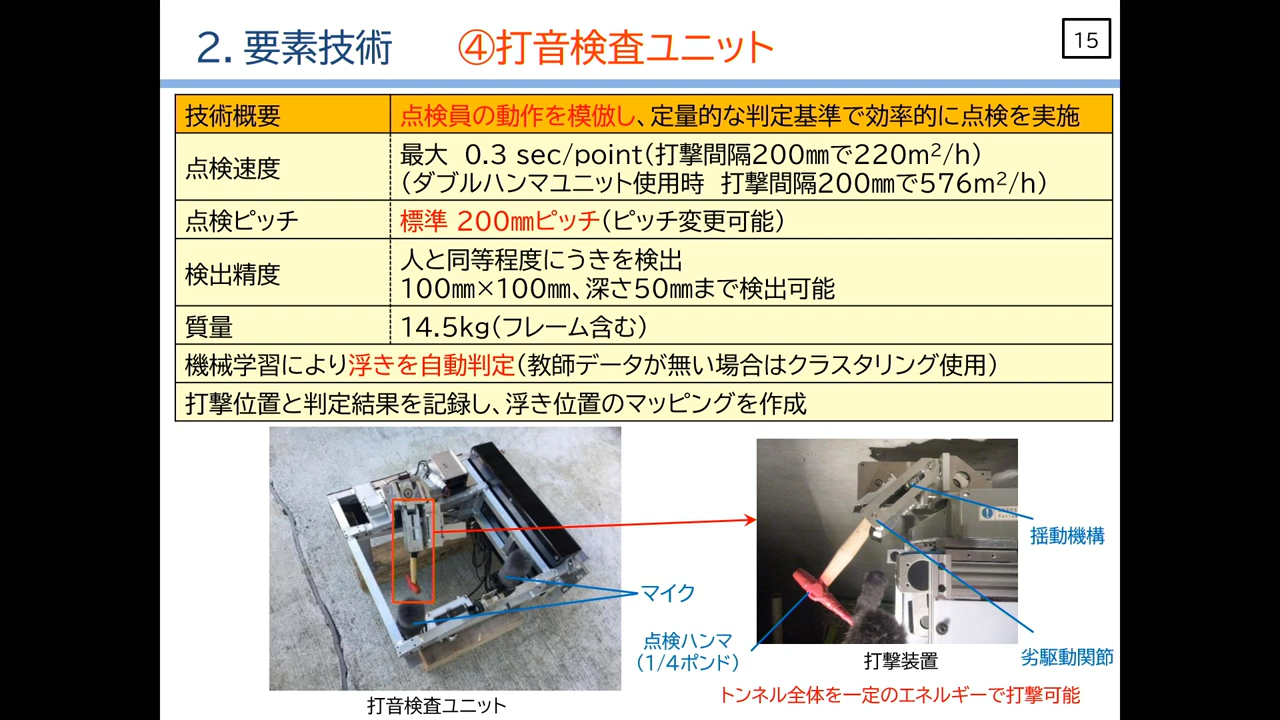 2. 要素技術 ④打音検査ユニット
15
技術概要 点検員の動作を模倣し、定量的な判定基準で効率的に点検を実施
点検速度 最大 0.3 sec/point(打撃間隔200㎜で220m²/h)
(ダブルハンマユニット使用時 打撃間隔200㎜で576m²/h)
点検ピッチ 標準 200㎜ピッチ(ピッチ変更可能)
検出精度 人と同等程度にうきを検出
100㎜×100㎜、深さ50㎜まで検出可能
質量 14.5kg(フレーム含む)
機械学習により浮きを自動判定(教師データが無い場合はクラスタリング使用)
打撃位置と判定結果を記録し、浮き位置のマッピングを作成
揺動機構
マイク
点検ハンマ
(1/4ポンド)
劣駆動関節
打撃装置
トンネル全体を一定のエネルギーで打撃可能
打音検査ユニット